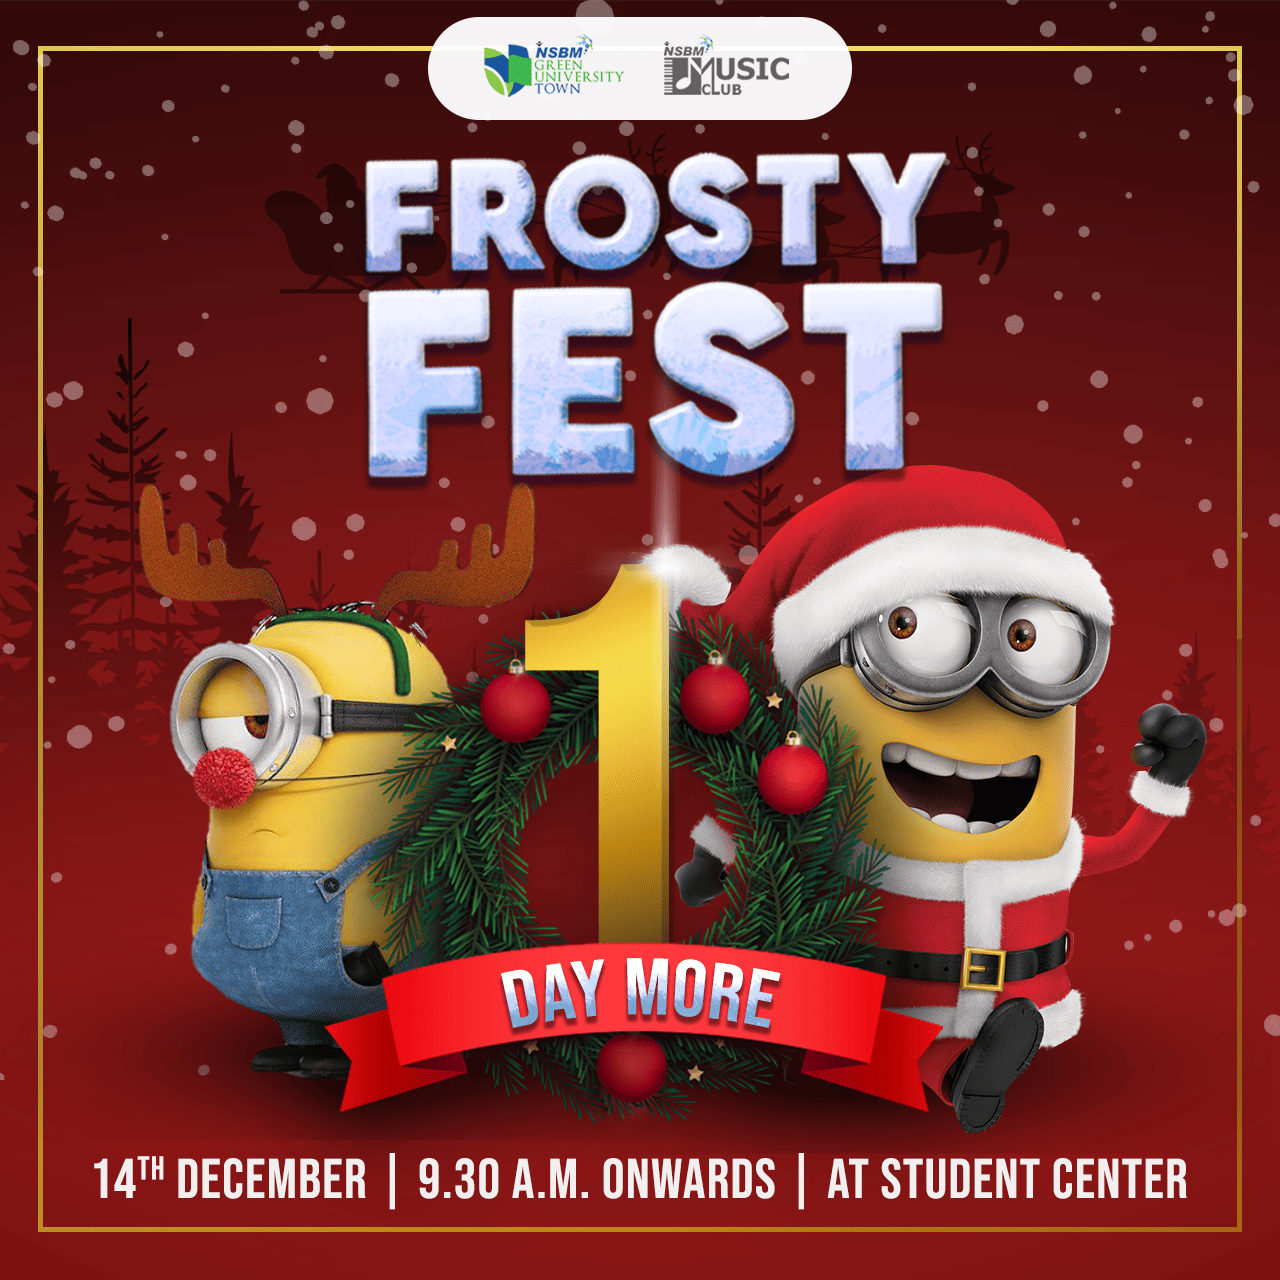 NSBM
GREEN
UNIVERSITY
TOWN
NSBM
MUSIC
CLUB
FROSTY
FEST
1
DAY MORE
14TH DECEMBER | 9.30 A.M. ONWARDS | AT STUDENT CENTER